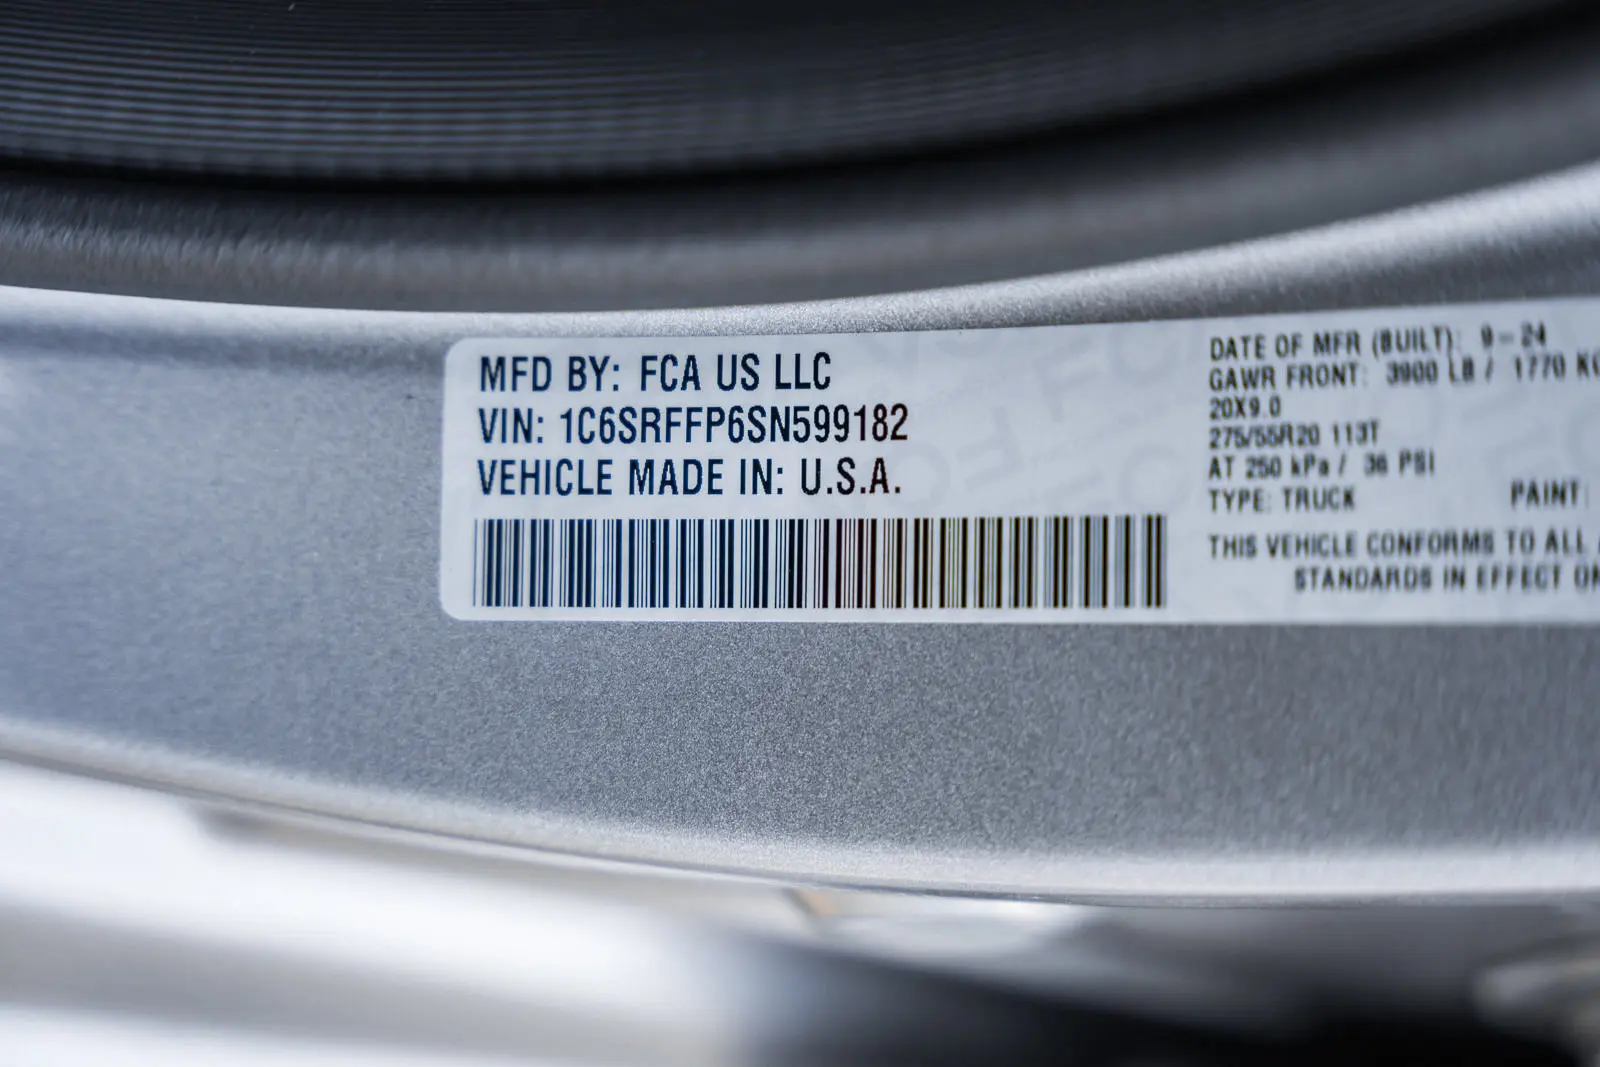 MFD BY: FCA US LLC
VIN: 1C6SRFFP6SN599182
VEHICLE MADE IN: U.S.A.
DATE OF MFR (BUILT): 9-24
GAWR FRONT: 3900 LB / 1770 KG
20X9.0
275/55R20 113T
AT 250 kPa / 36 PSI
TYPE: TRUCK PAINT:
THIS VEHICLE CONFORMS TO ALL
STANDARDS IN EFFECT ON